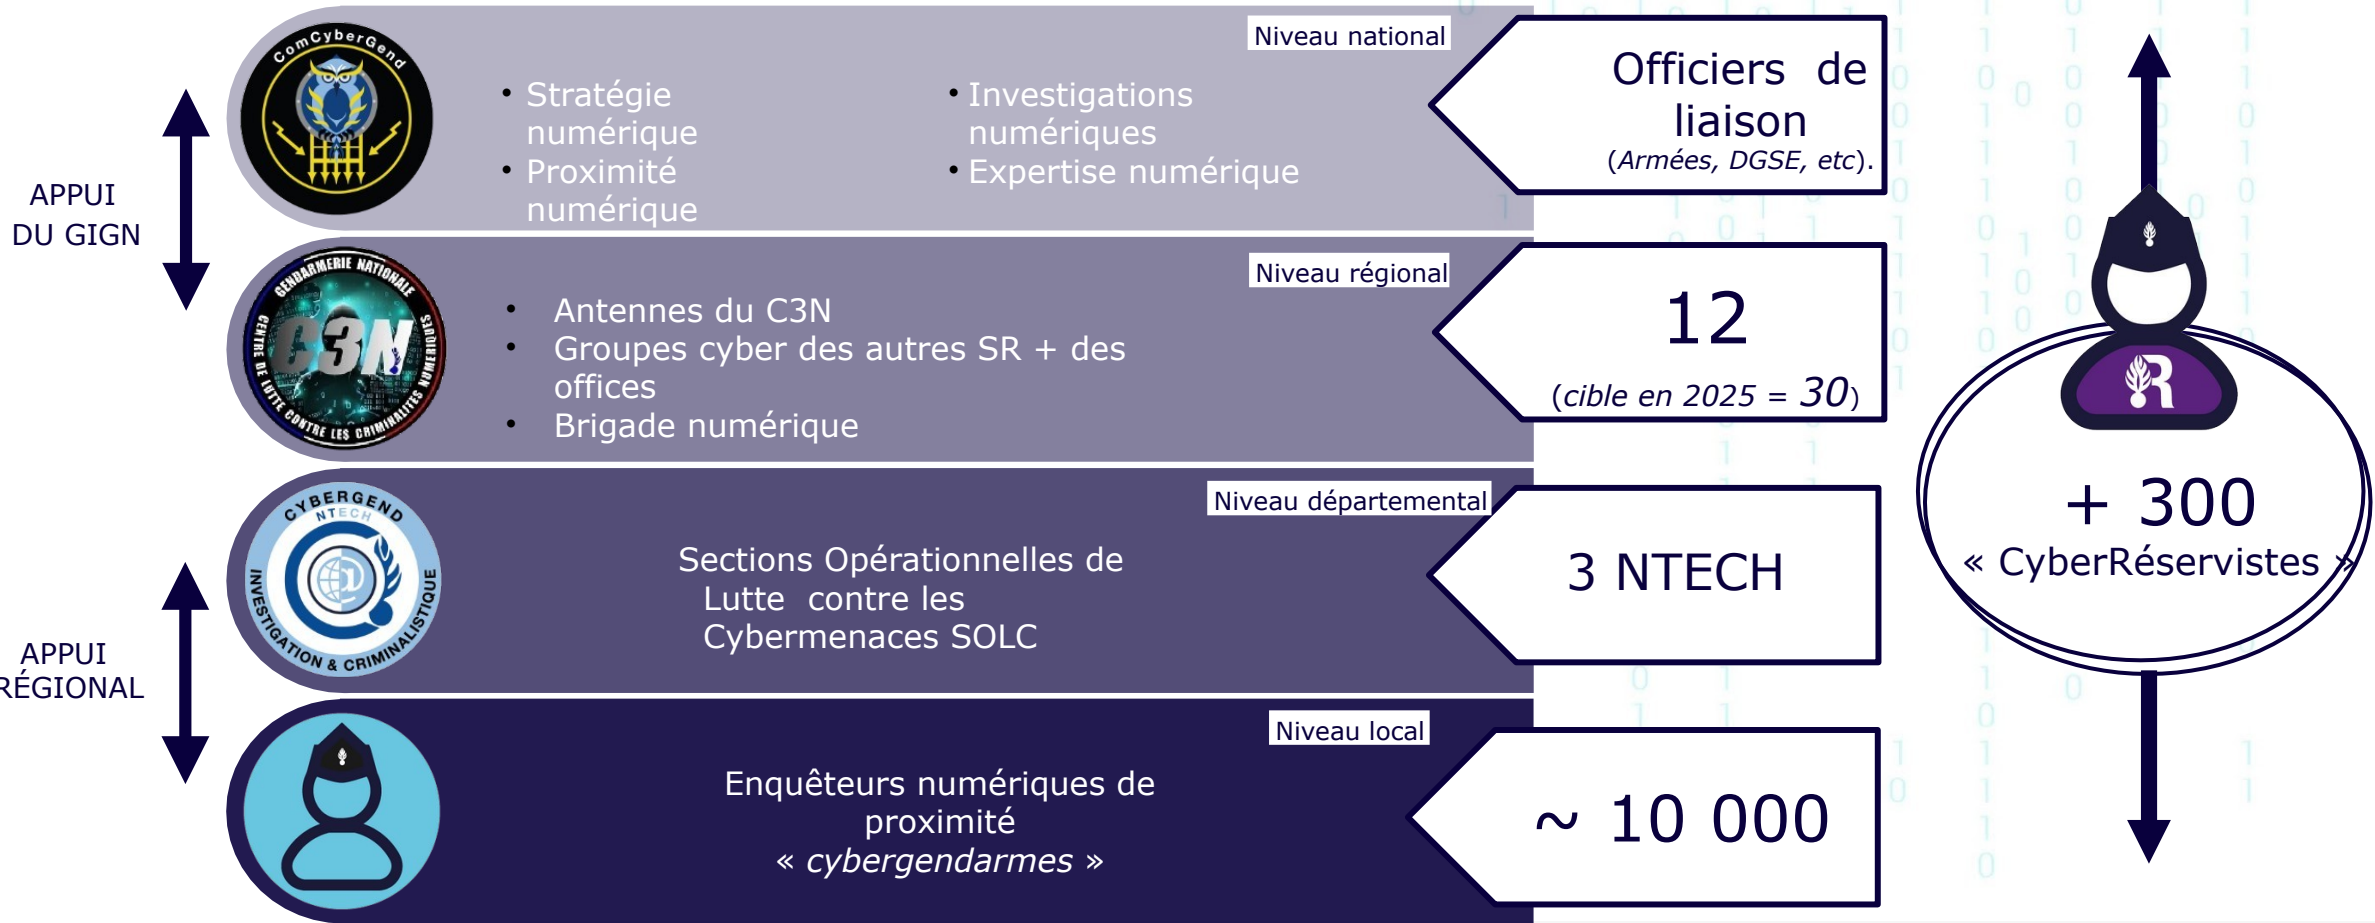 ComCyberGend
Niveau national
• Stratégie
numérique
• Proximité
numérique
• Investigations
numériques
• Expertise numérique
Officiers de
liaison
(Armées, DGSE, etc).
APPUI
DU GIGN
GENDARMERIE NATIONALE
C3N
CENTRE DE LUTTE CONTRE LES CRIMINALITÉS NUMÉRIQUES
Niveau régional
• Antennes du C3N
• Groupes cyber des autres SR + des
offices
• Brigade numérique
12
(cible en 2025 = 30)
R
+ 300
« CyberRéservistes »
CYBERGEND
NTECH
@
INVESTIGATION & CRIMINALISTIQUE
Niveau départemental
Sections Opérationnelles de
Lutte contre les
Cybermenaces SOLC
3 NTECH
APPUI
RÉGIONAL
Niveau local
Enquêteurs numériques de
proximité
« cybergendarmes »
~ 10 000